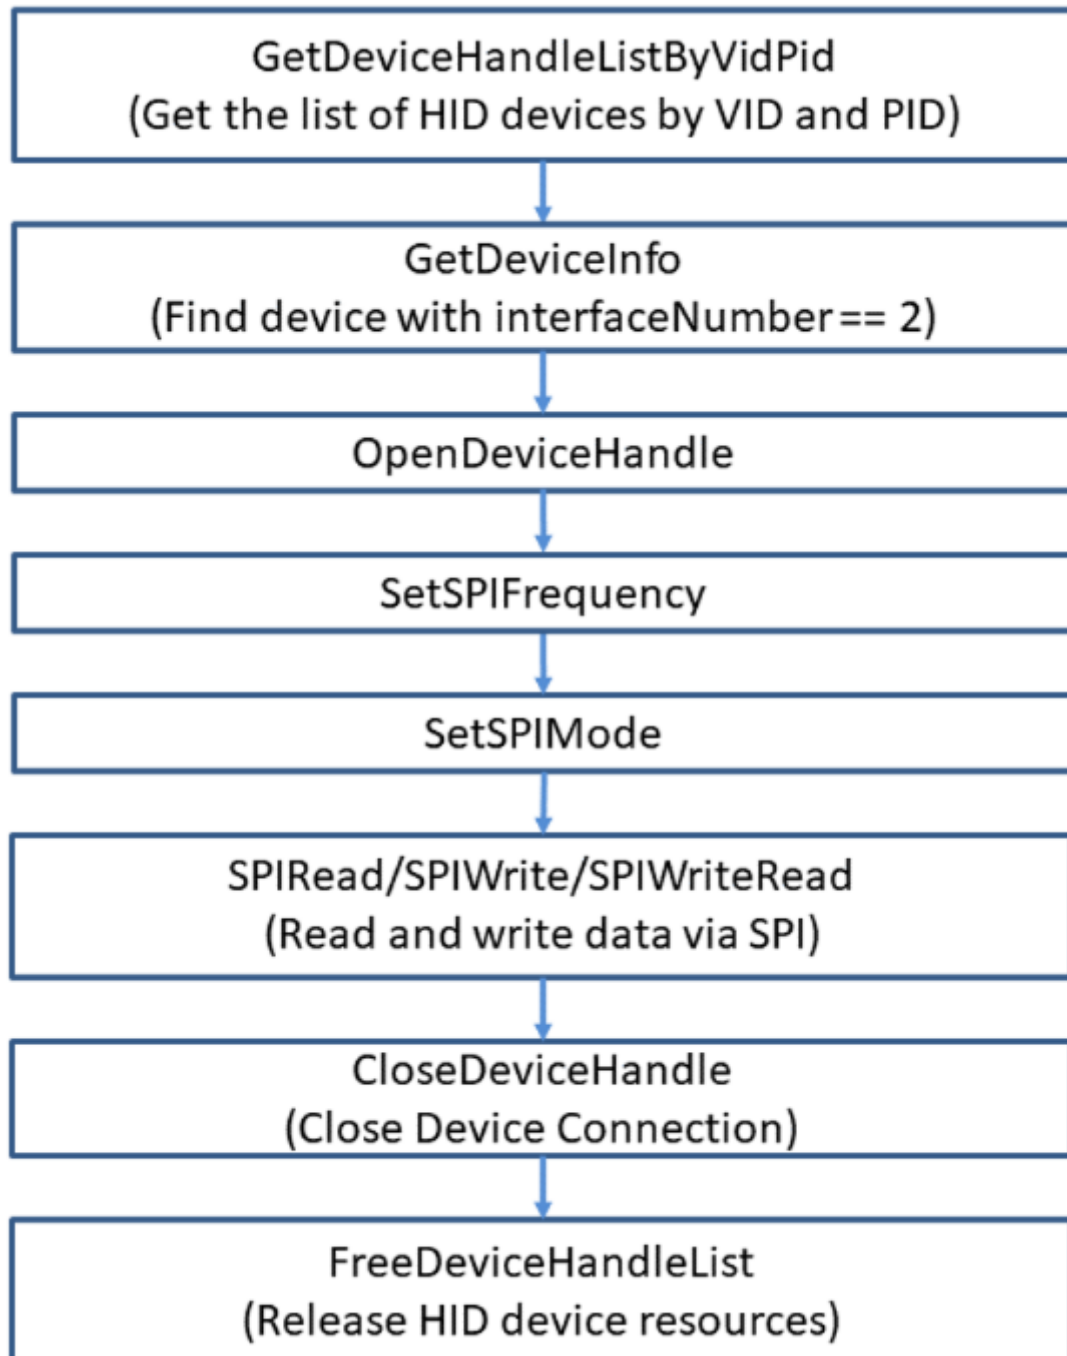 GetDeviceHandleListByVidPid
(Get the list of HID devices by VID and PID)
GetDeviceInfo
(Find device with interfaceNumber == 2)
OpenDeviceHandle
SetSPIFrequency
SetSPIMode
SPIRead/SPIWrite/SPIWriteRead
(Read and write data via SPI)
CloseDeviceHandle
(Close Device Connection)
FreeDeviceHandleList
(Release HID device resources)